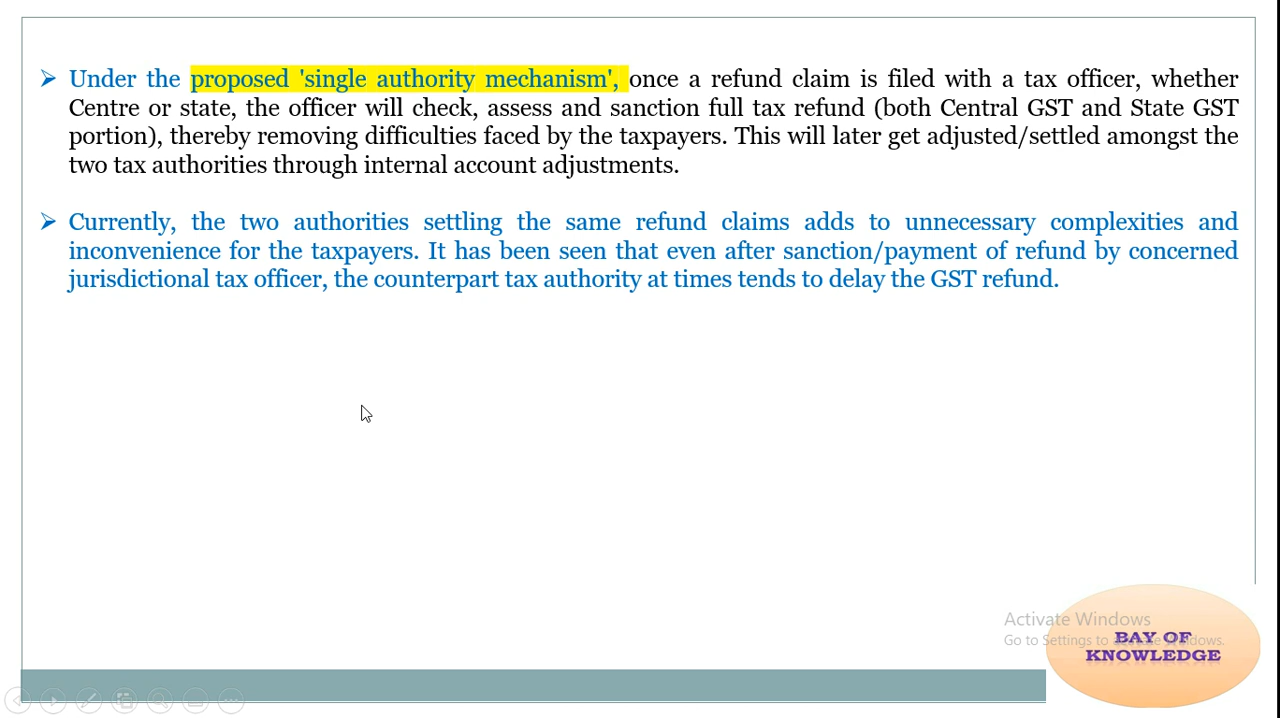 ➢ Under the proposed 'single authority mechanism', once a refund claim is filed with a tax officer, whether
Centre or state, the officer will check, assess and sanction full tax refund (both Central GST and State GST
portion), thereby removing difficulties faced by the taxpayers. This will later get adjusted/settled amongst the
two tax authorities through internal account adjustments.
➢ Currently, the two authorities settling the same refund claims adds to unnecessary complexities and
inconvenience for the taxpayers. It has been seen that even after sanction/payment of refund by concerned
jurisdictional tax officer, the counterpart tax authority at times tends to delay the GST refund.
Activate Windows
Go to Settings to activate Windows.
BAY OF
KNOWLEDGE